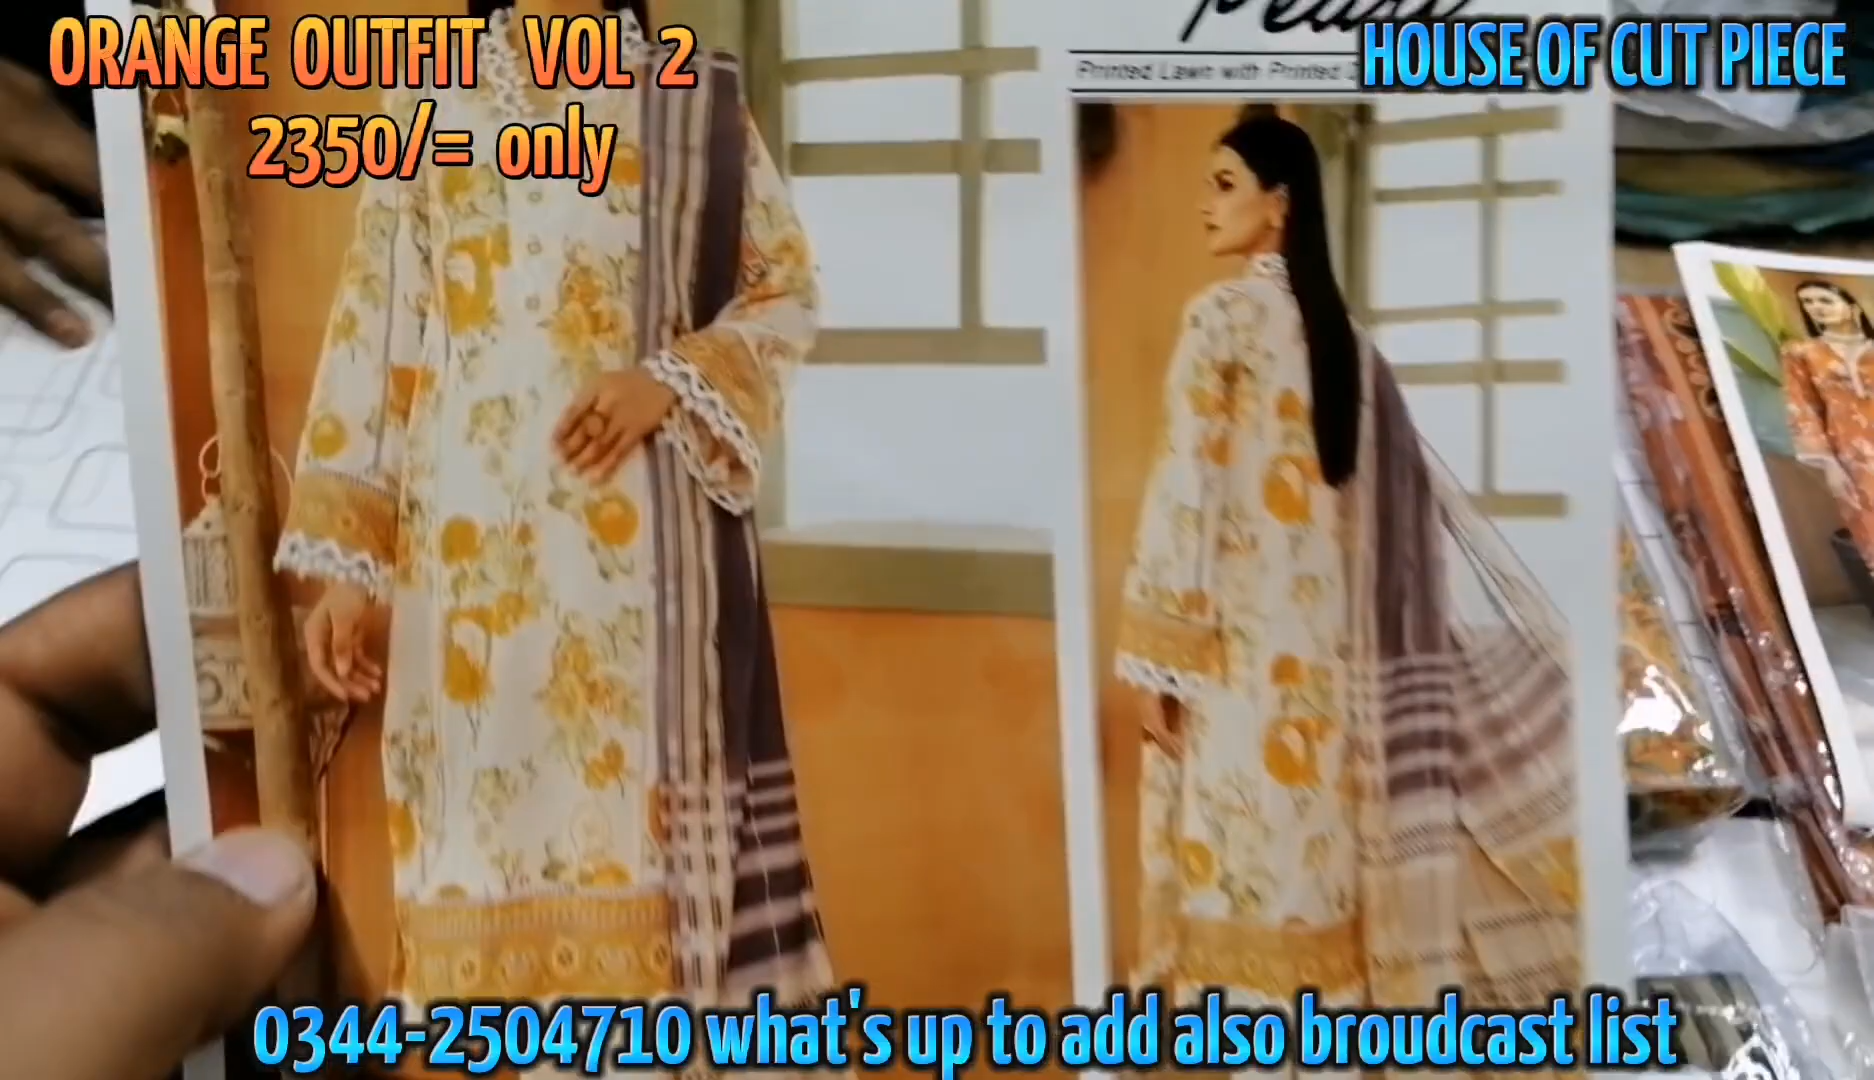 ORANGE OUTFIT VOL 2
2350/= only
HOUSE OF CUT PIECE
Printed Lawn with Printed
0344-2504710 what's up to add also broudcast list